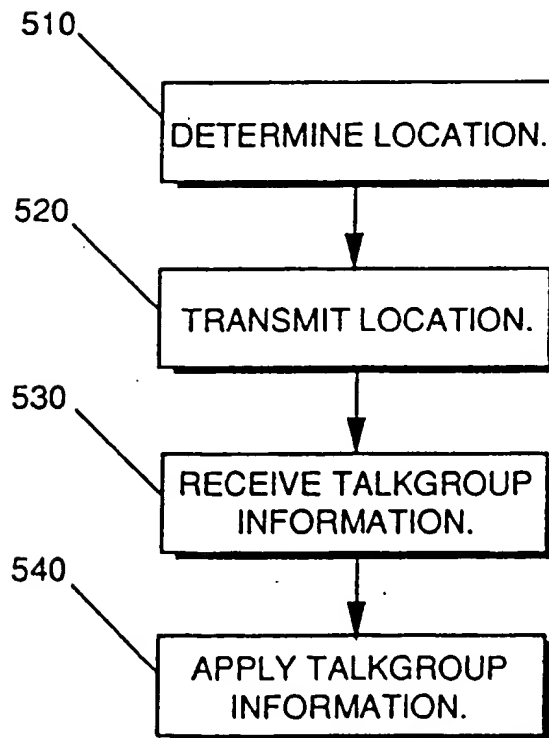 510
DETERMINE LOCATION.
520
TRANSMIT LOCATION.
530
RECEIVE TALKGROUP
INFORMATION.
540
APPLY TALKGROUP
INFORMATION.